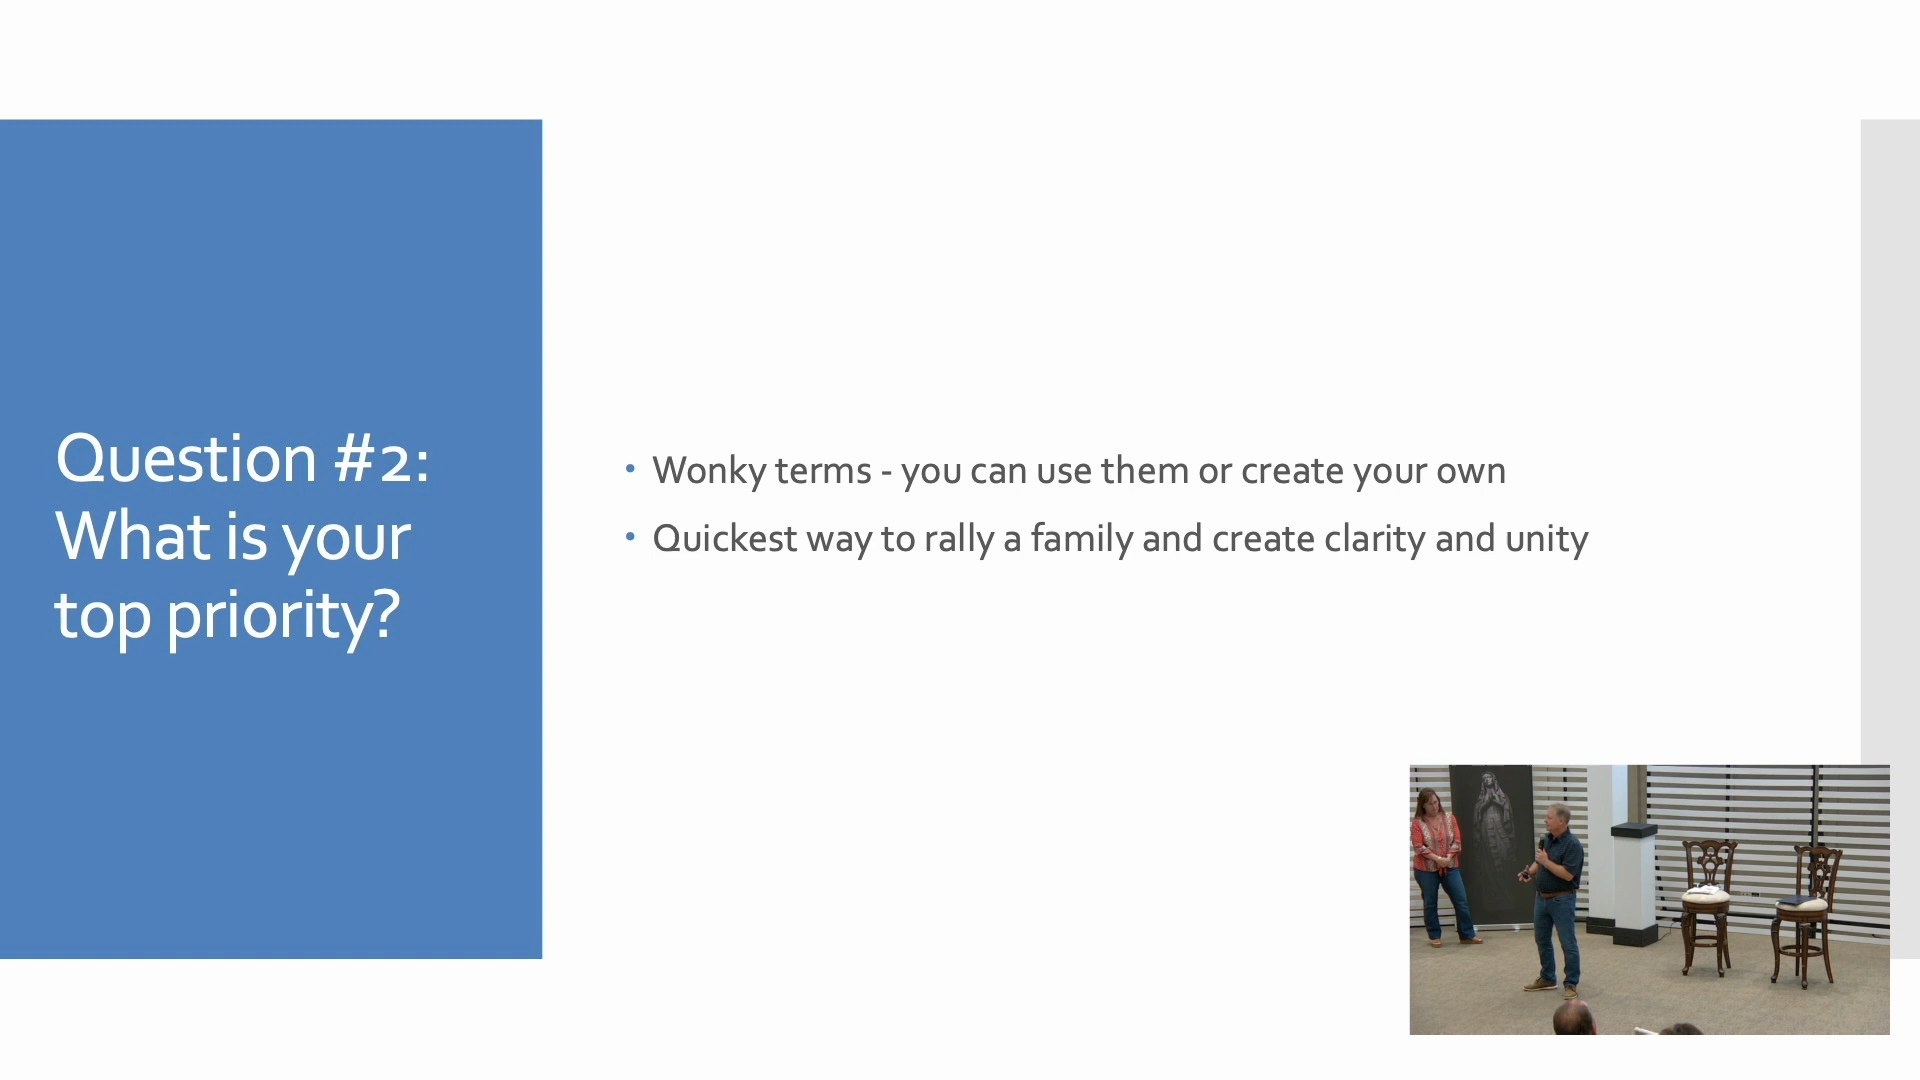 Question #2:
What is your
top priority?
Wonky terms - you can use them or create your own
Quickest way to rally a family and create clarity and unity